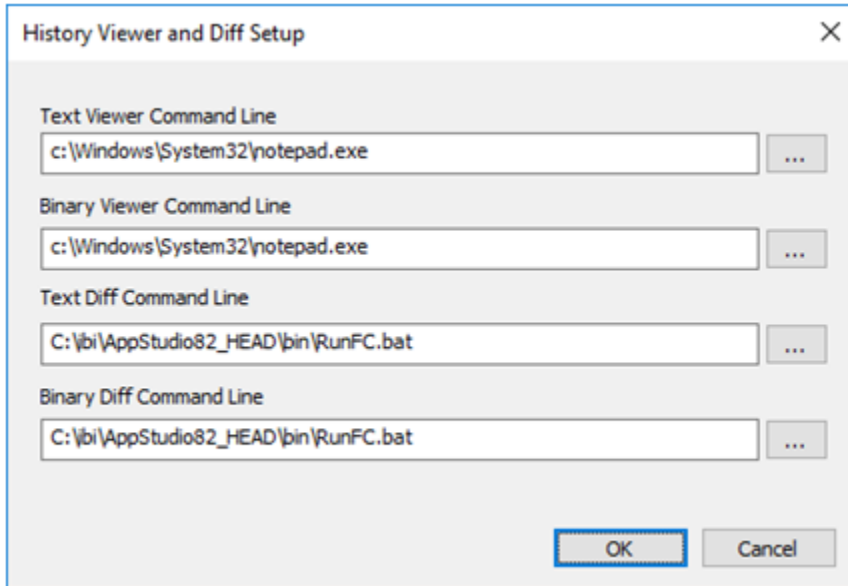 History Viewer and Diff Setup
Text Viewer Command Line
c:\Windows\System32\notepad.exe
...
Binary Viewer Command Line
c:\Windows\System32\notepad.exe
...
Text Diff Command Line
C:\ibi\AppStudio82_HEAD\bin\RunFC.bat
...
Binary Diff Command Line
C:\ibi\AppStudio82_HEAD\bin\RunFC.bat
...
OK Cancel